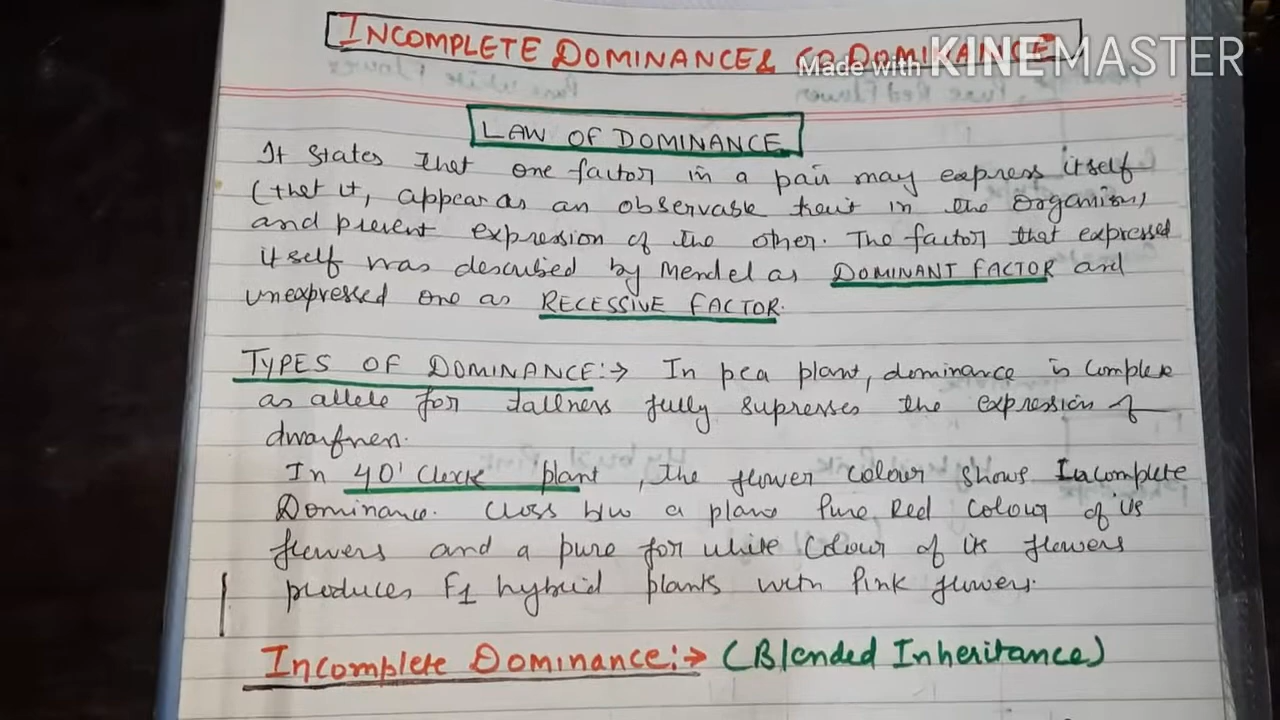 INCOMPLETE DOMINANCE & CO DOMINANCE
Made with KINEMASTER
LAW OF DOMINANCE
It states that one factor in a pair may express itself
(that it, appear as an observable trait in the organism)
and prevent expression of the other. The factor that expressed
itself was described by Mendel as DOMINANT FACTOR and
unexpressed one as RECESSIVE FACTOR.
TYPES OF DOMINANCE:→ In pea plant, dominance is complete
as allele for tallness fully supresses the expression of
dwarfness.
In 4O' Clock plant, the flower colour shows Incomplete
Dominance. Cross b/w a plant Pure Red colour of its
flowers and a pure for white colour of its flowers
produces F1 hybrid plants with Pink flowers.
Incomplete Dominance:→ (Blended Inheritance)